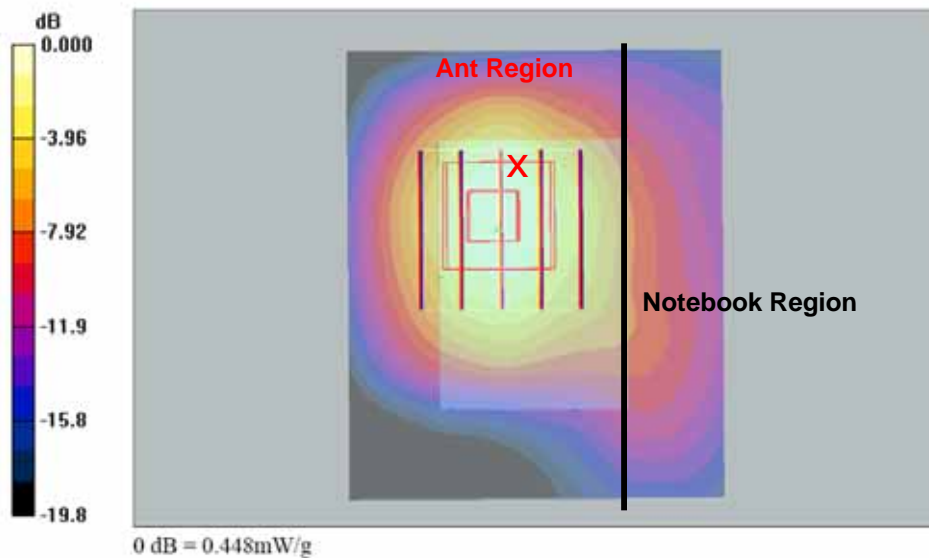 dB
0.000
-3.96
-7.92
-11.9
-15.8
-19.8
Ant Region
X
Notebook Region
0 dB = 0.448mW/g